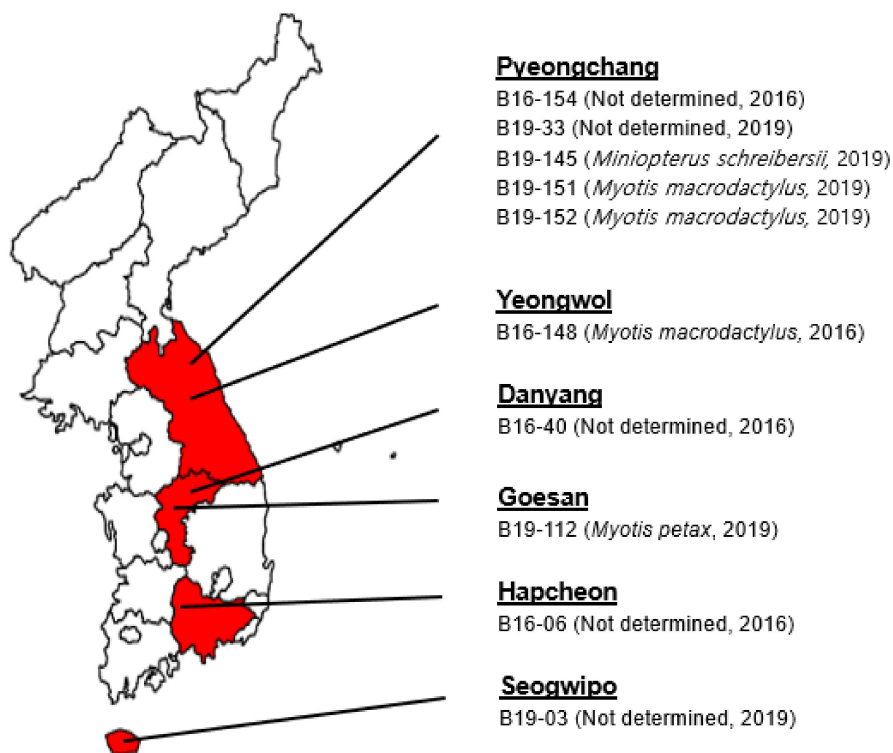 Pyeongchang
B16-154 (Not determined, 2016)
B19-33 (Not determined, 2019)
B19-145 (Miniopterus schreibersii, 2019)
B19-151 (Myotis macrodactylus, 2019)
B19-152 (Myotis macrodactylus, 2019)
Yeongwol
B16-148 (Myotis macrodactylus, 2016)
Danyang
B16-40 (Not determined, 2016)
Goesan
B19-112 (Myotis petax, 2019)
Hapcheon
B16-06 (Not determined, 2016)
Seogwipo
B19-03 (Not determined, 2019)